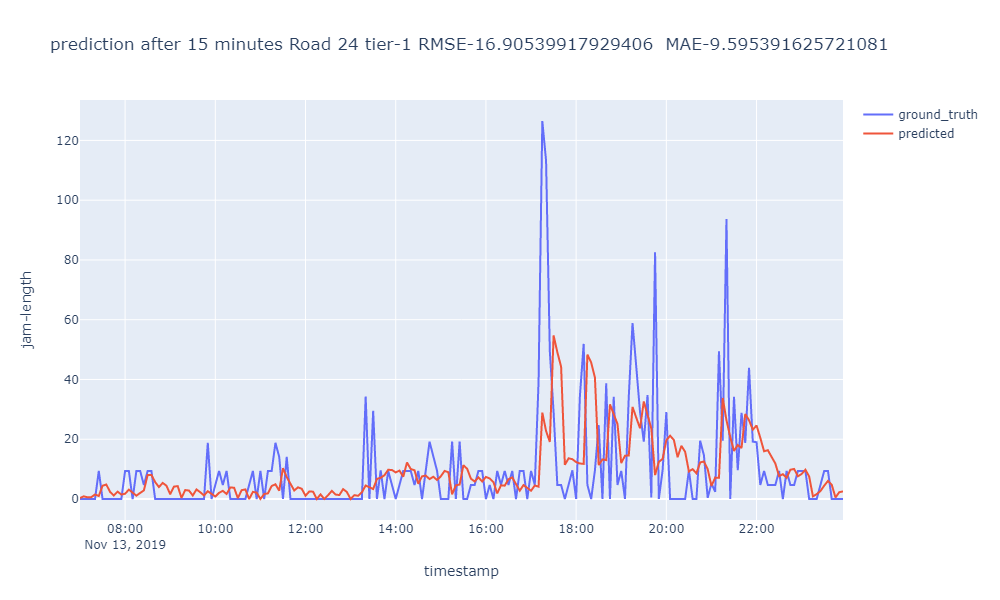 prediction after 15 minutes Road 24 tier-1 RMSE-16.90539917929406  MAE-9.595391625721081
ground_truth
predicted
120
100
80
60
40
20
0
jam-length
08:00 10:00 12:00 14:00 16:00 18:00 20:00 22:00
Nov 13, 2019
timestamp